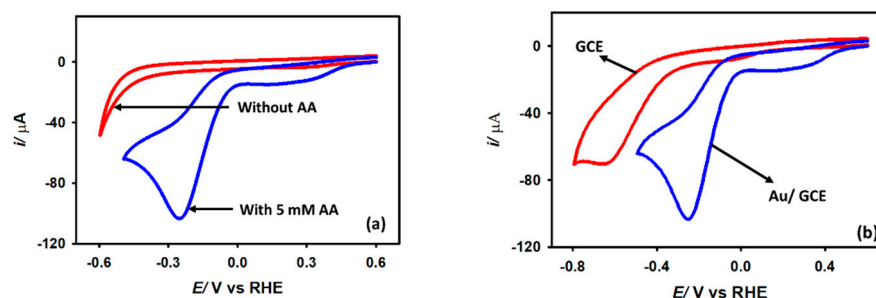 0
-40
-80
-120
i/ µA
Without AA
With 5 mM AA
(a)
-0.6 -0.3 0.0 0.3 0.6
E/ V vs RHE
0
-40
-80
-120
i/ µA
GCE
Au/ GCE
(b)
-0.8 -0.4 0.0 0.4
E/ V vs RHE